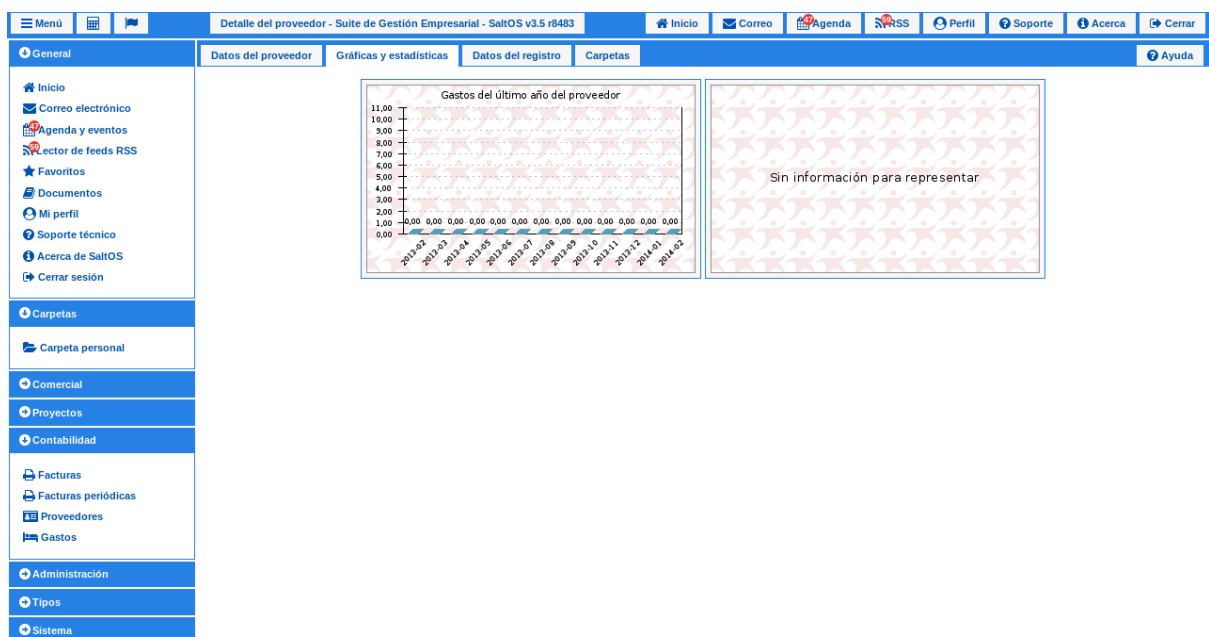 Menú
Detalle del proveedor - Suite de Gestión Empresarial - SaltOS v3.5 r8483
Inicio
Correo
47
Agenda
59
RSS
Perfil
Soporte
Acerca
Cerrar
General
Inicio
Correo electrónico
47
Agenda y eventos
59
Lector de feeds RSS
Favoritos
Documentos
Mi perfil
Soporte técnico
Acerca de SaltOS
Cerrar sesión
Carpetas
Carpeta personal
Comercial
Proyectos
Contabilidad
Facturas
Facturas periódicas
Proveedores
Gastos
Administración
Tipos
Sistema
Datos del proveedor
Gráficas y estadísticas
Datos del registro
Carpetas
Ayuda
Gastos del último año del proveedor
11,00
10,00
9,00
8,00
7,00
6,00
5,00
4,00
3,00
2,00
1,00
0,00
0,00 0,00 0,00 0,00 0,00 0,00 0,00 0,00 0,00 0,00 0,00 0,00 0,00
2013-02 2013-03 2013-04 2013-05 2013-06 2013-07 2013-08 2013-09 2013-10 2013-11 2013-12 2014-01 2014-02
Sin información para representar